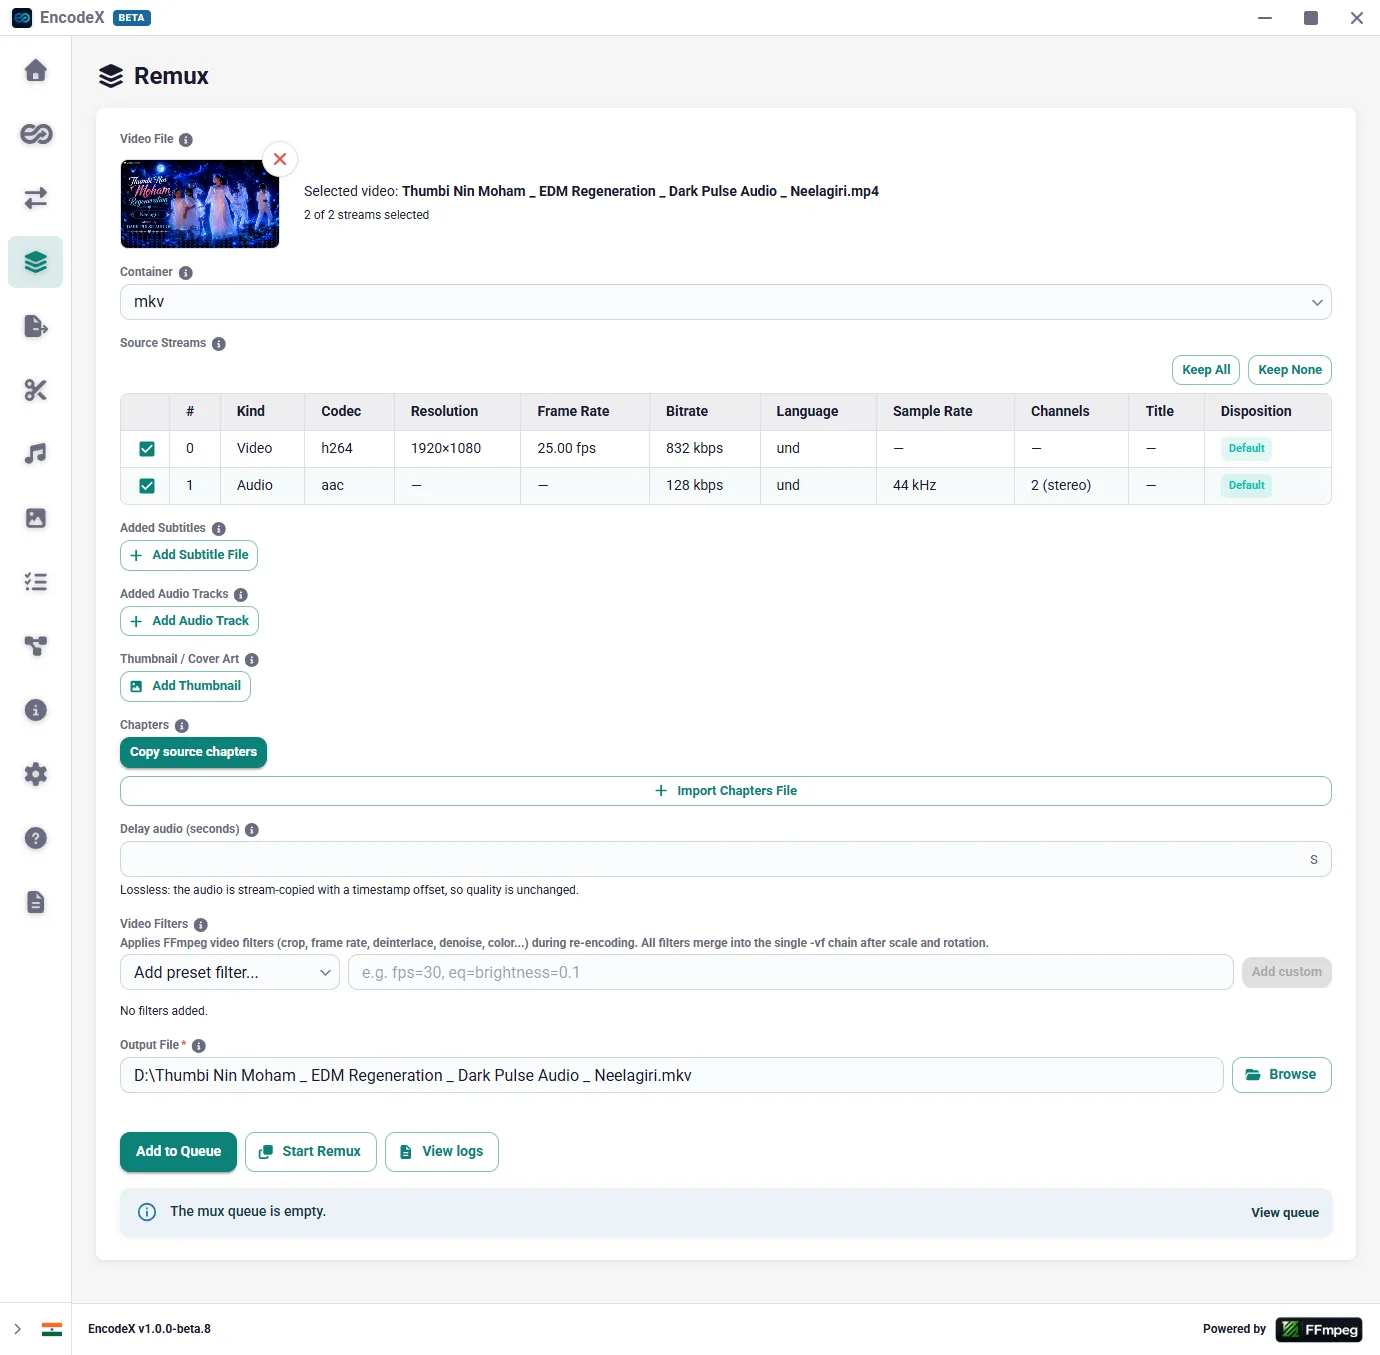 EncodeX BETA
Remux
Video File
Thumbi Nin
Moham
Regeneration
Neelagiri
DARK PULSE AUDIO
Selected video: Thumbi Nin Moham _ EDM Regeneration _ Dark Pulse Audio _ Neelagiri.mp4
2 of 2 streams selected
Container
mkv
Source Streams
Keep All Keep None
# Kind Codec Resolution Frame Rate Bitrate Language Sample Rate Channels Title Disposition
0 Video h264 1920×1080 25.00 fps 832 kbps und — — — Default
1 Audio aac — — 128 kbps und 44 kHz 2 (stereo) — Default
Added Subtitles
+ Add Subtitle File
Added Audio Tracks
+ Add Audio Track
Thumbnail / Cover Art
Add Thumbnail
Chapters
Copy source chapters
+ Import Chapters File
Delay audio (seconds)
s
Lossless: the audio is stream-copied with a timestamp offset, so quality is unchanged.
Video Filters
Applies FFmpeg video filters (crop, frame rate, deinterlace, denoise, color...) during re-encoding. All filters merge into the single -vf chain after scale and rotation.
Add preset filter... e.g. fps=30, eq=brightness=0.1 Add custom
No filters added.
Output File*
D:\Thumbi Nin Moham _ EDM Regeneration _ Dark Pulse Audio _ Neelagiri.mkv Browse
Add to Queue Start Remux View logs
The mux queue is empty. View queue
EncodeX v1.0.0-beta.8 Powered by FFmpeg